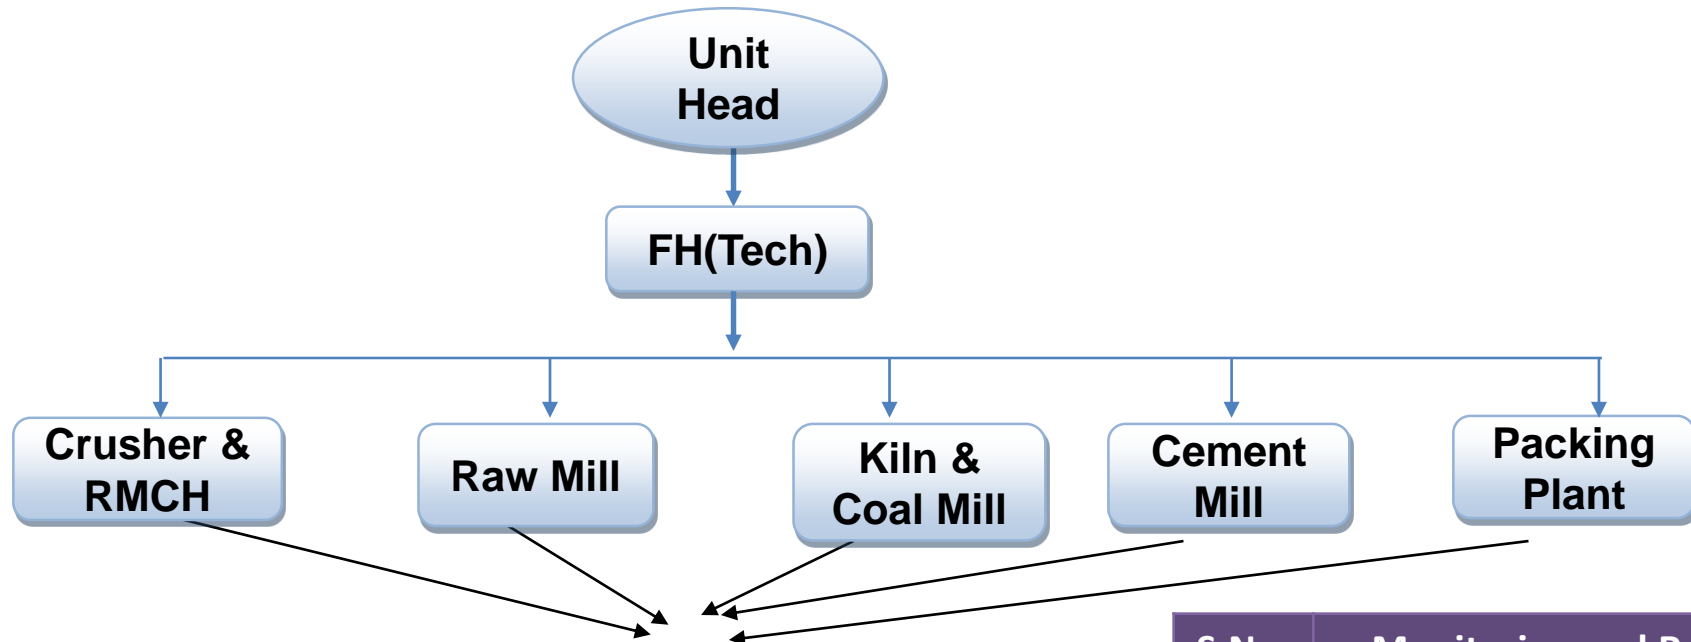 Unit
Head
FH(Tech)
Crusher &
RMCH
Raw Mill
Kiln &
Coal Mill
Cement
Mill
Packing
Plant